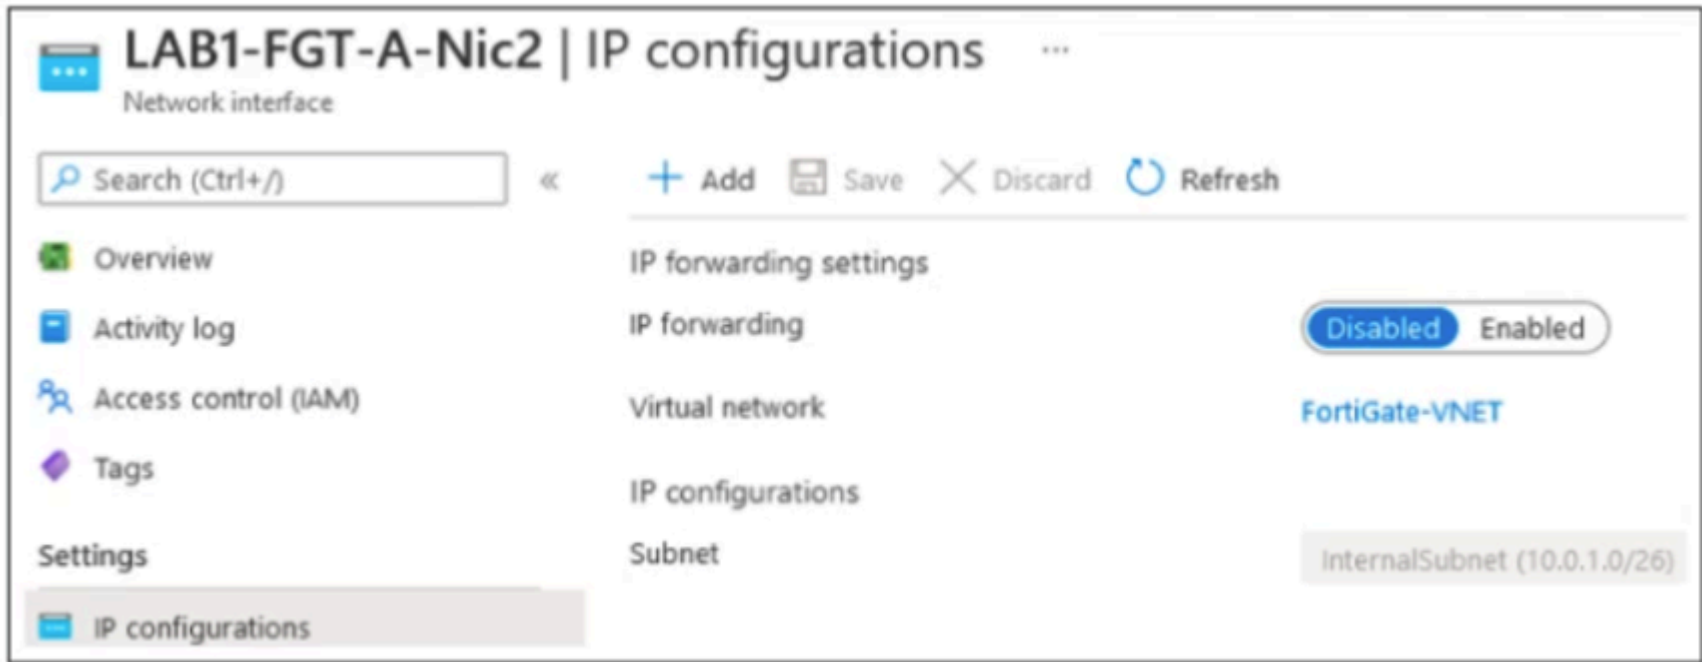 LAB1-FGT-A-Nic2 | IP configurations ...
Network interface
Search (Ctrl+/)
«
Overview
Activity log
Access control (IAM)
Tags
Settings
IP configurations
Add Save Discard Refresh
IP forwarding settings
IP forwarding Disabled Enabled
Virtual network FortiGate-VNET
IP configurations
Subnet InternalSubnet (10.0.1.0/26)